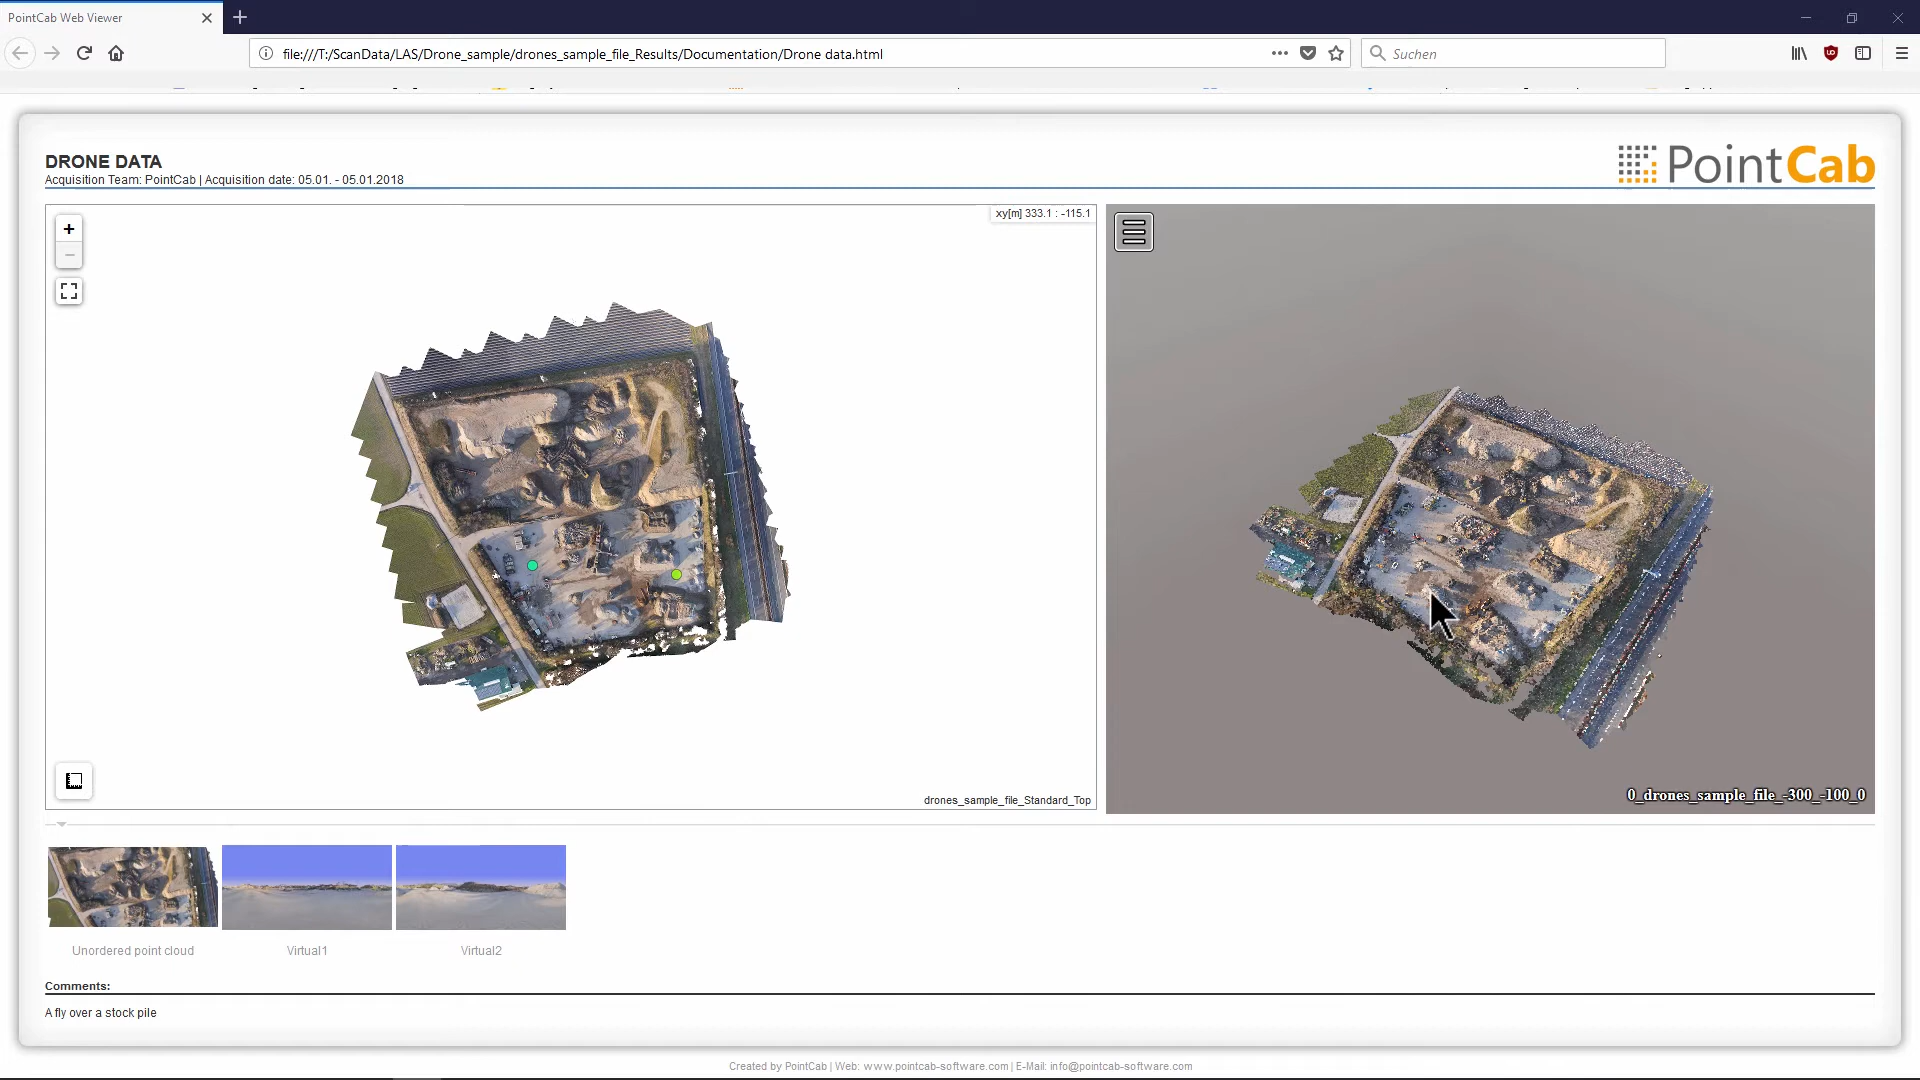 PointCab Web Viewer
file:///T:/ScanData/LAS/Drone_sample/drones_sample_file_Results/Documentation/Drone data.html
Suchen
DRONE DATA
Acquisition Team: PointCab | Acquisition date: 05.01. - 05.01.2018
PointCab
xy[m] 333.1 : -115.1
drones_sample_file_Standard_Top
0_drones_sample_file_-300_-100_0
Unordered point cloud
Virtual1
Virtual2
Comments:
A fly over a stock pile
Created by PointCab | Web: www.pointcab-software.com | E-Mail: info@pointcab-software.com